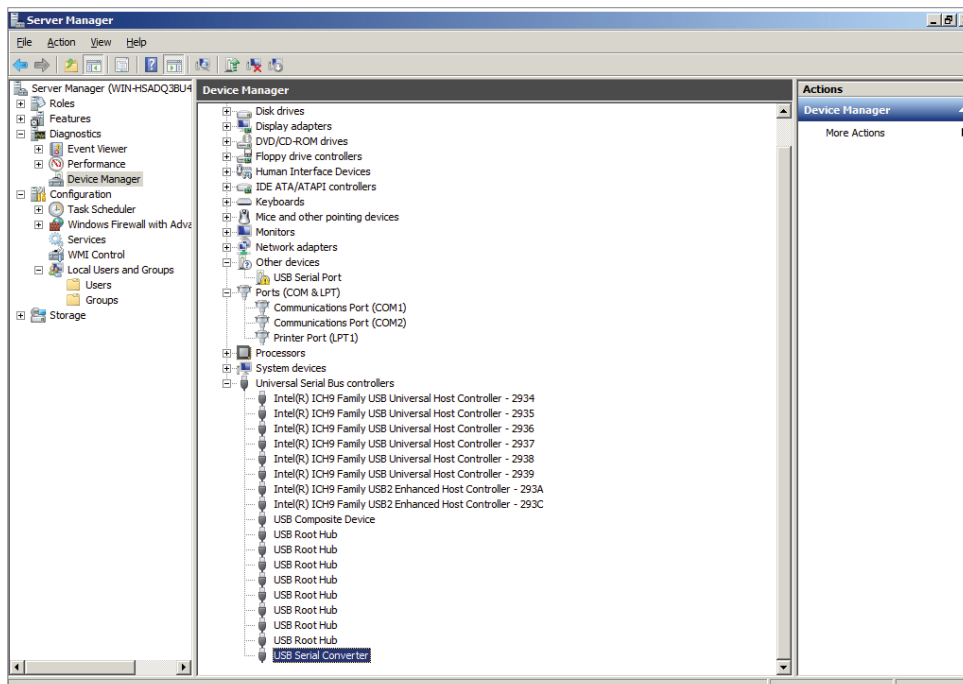 Server Manager
File Action View Help
Server Manager (WIN-HSADQ3BU4
Roles
Features
Diagnostics
Event Viewer
Performance
Device Manager
Configuration
Task Scheduler
Windows Firewall with Adva
Services
WMI Control
Local Users and Groups
Users
Groups
Storage
Device Manager
Disk drives
Display adapters
DVD/CD-ROM drives
Floppy drive controllers
Human Interface Devices
IDE ATA/ATAPI controllers
Keyboards
Mice and other pointing devices
Monitors
Network adapters
Other devices
USB Serial Port
Ports (COM & LPT)
Communications Port (COM1)
Communications Port (COM2)
Printer Port (LPT1)
Processors
System devices
Universal Serial Bus controllers
Intel(R) ICH9 Family USB Universal Host Controller - 2934
Intel(R) ICH9 Family USB Universal Host Controller - 2935
Intel(R) ICH9 Family USB Universal Host Controller - 2936
Intel(R) ICH9 Family USB Universal Host Controller - 2937
Intel(R) ICH9 Family USB Universal Host Controller - 2938
Intel(R) ICH9 Family USB Universal Host Controller - 2939
Intel(R) ICH9 Family USB2 Enhanced Host Controller - 293A
Intel(R) ICH9 Family USB2 Enhanced Host Controller - 293C
USB Composite Device
USB Root Hub
USB Root Hub
USB Root Hub
USB Root Hub
USB Root Hub
USB Root Hub
USB Root Hub
USB Root Hub
USB Serial Converter
Actions
Device Manager
More Actions